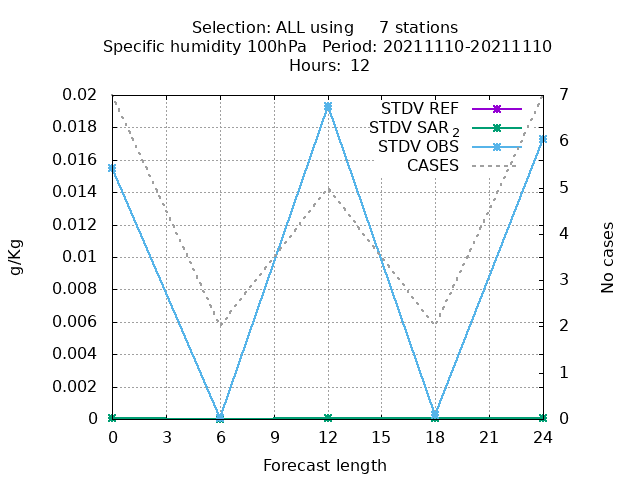 Selection: ALL using     7 stations
Specific humidity 100hPa   Period: 20211110-20211110
Hours: 12
STDV REF
STDV SAR 2
STDV OBS
CASES
0.02
0.018
0.016
0.014
0.012
0.01
0.008
0.006
0.004
0.002
0
7
6
5
4
3
2
1
0
g/Kg
No cases
0 3 6 9 12 15 18 21 24
Forecast length